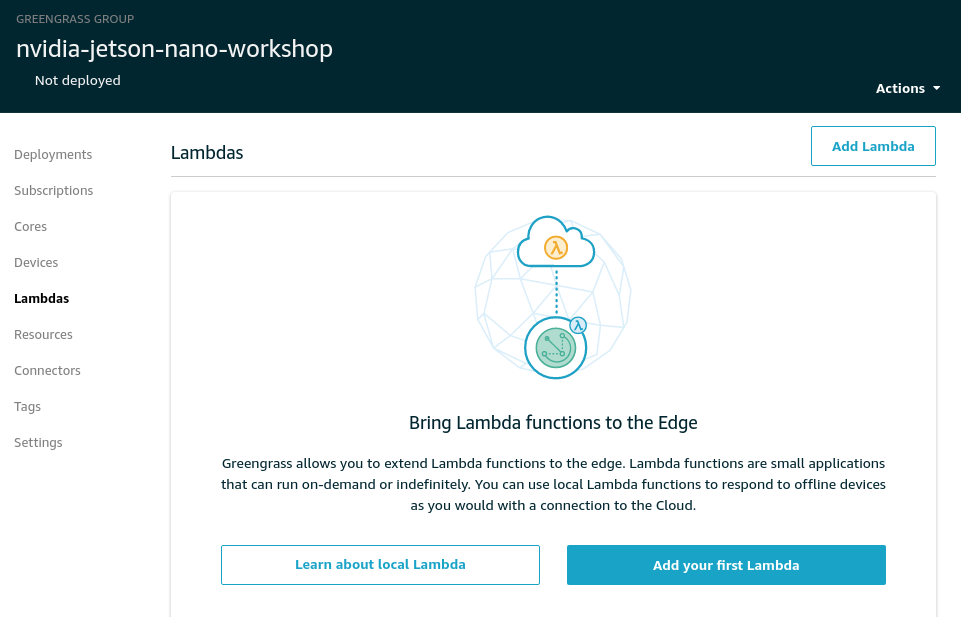 GREENGRASS GROUP
nvidia-jetson-nano-workshop
Not deployed
Actions
Deployments
Subscriptions
Cores
Devices
Lambdas
Resources
Connectors
Tags
Settings
Lambdas
Add Lambda
λ
λ
Bring Lambda functions to the Edge
Greengrass allows you to extend Lambda functions to the edge. Lambda functions are small applications
that can run on-demand or indefinitely. You can use local Lambda functions to respond to offline devices
as you would with a connection to the Cloud.
Learn about local Lambda
Add your first Lambda